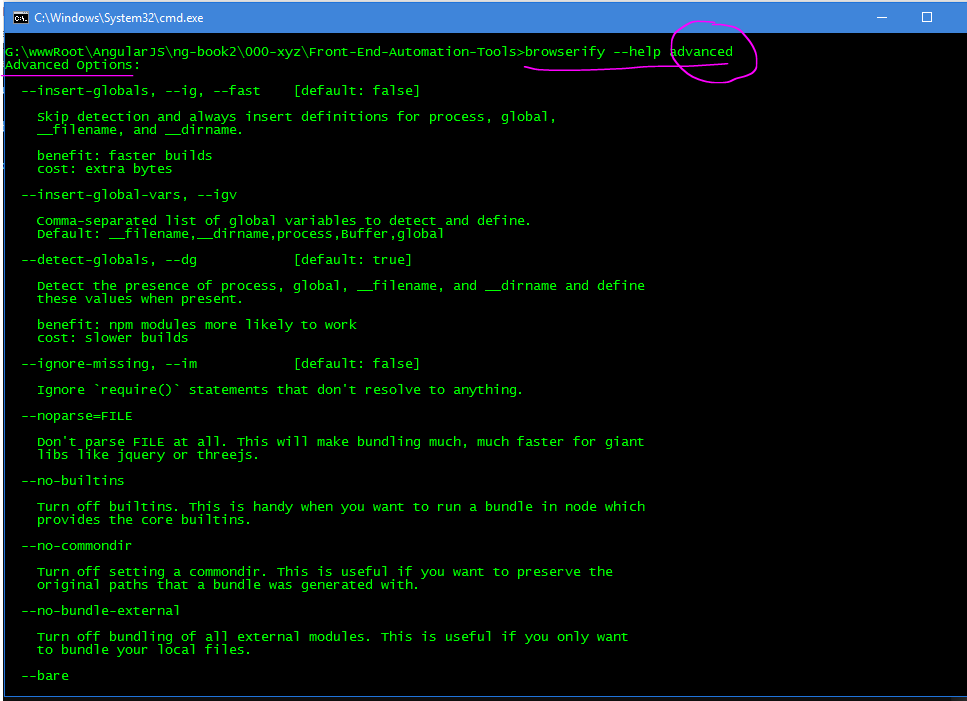 C:\Windows\System32\cmd.exe
G:\wwwRoot\AngularJS\ng-book2\000-xyz\Front-End-Automation-Tools>browserify --help advanced
Advanced Options:
--insert-globals, --ig, --fast    [default: false]
Skip detection and always insert definitions for process, global,
__filename, and __dirname.
benefit: faster builds
cost: extra bytes
--insert-global-vars, --igv
Comma-separated list of global variables to detect and define.
Default: __filename,__dirname,process,Buffer,global
--detect-globals, --dg            [default: true]
Detect the presence of process, global, __filename, and __dirname and define
these values when present.
benefit: npm modules more likely to work
cost: slower builds
--ignore-missing, --im            [default: false]
Ignore `require()` statements that don't resolve to anything.
--noparse=FILE
Don't parse FILE at all. This will make bundling much, much faster for giant
libs like jquery or threejs.
--no-builtins
Turn off builtins. This is handy when you want to run a bundle in node which
provides the core builtins.
--no-commondir
Turn off setting a commondir. This is useful if you want to preserve the
original paths that a bundle was generated with.
--no-bundle-external
Turn off bundling of all external modules. This is useful if you only want
to bundle your local files.
--bare